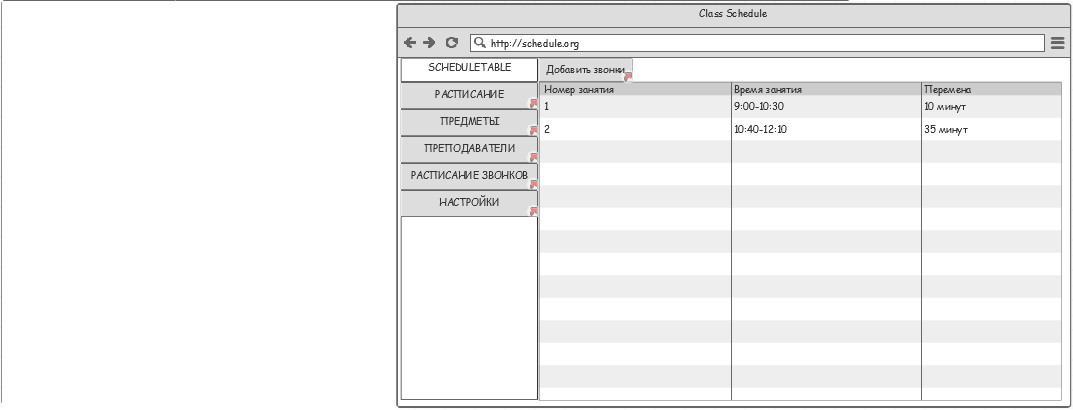 Class Schedule
http://schedule.org
SCHEDULETABLE
РАСПИСАНИЕ
ПРЕДМЕТЫ
ПРЕПОДАВАТЕЛИ
РАСПИСАНИЕ ЗВОНКОВ
НАСТРОЙКИ
Добавить звонки
Номер занятия Время занятия Перемена
1 9:00-10:30 10 минут
2 10:40-12:10 35 минут